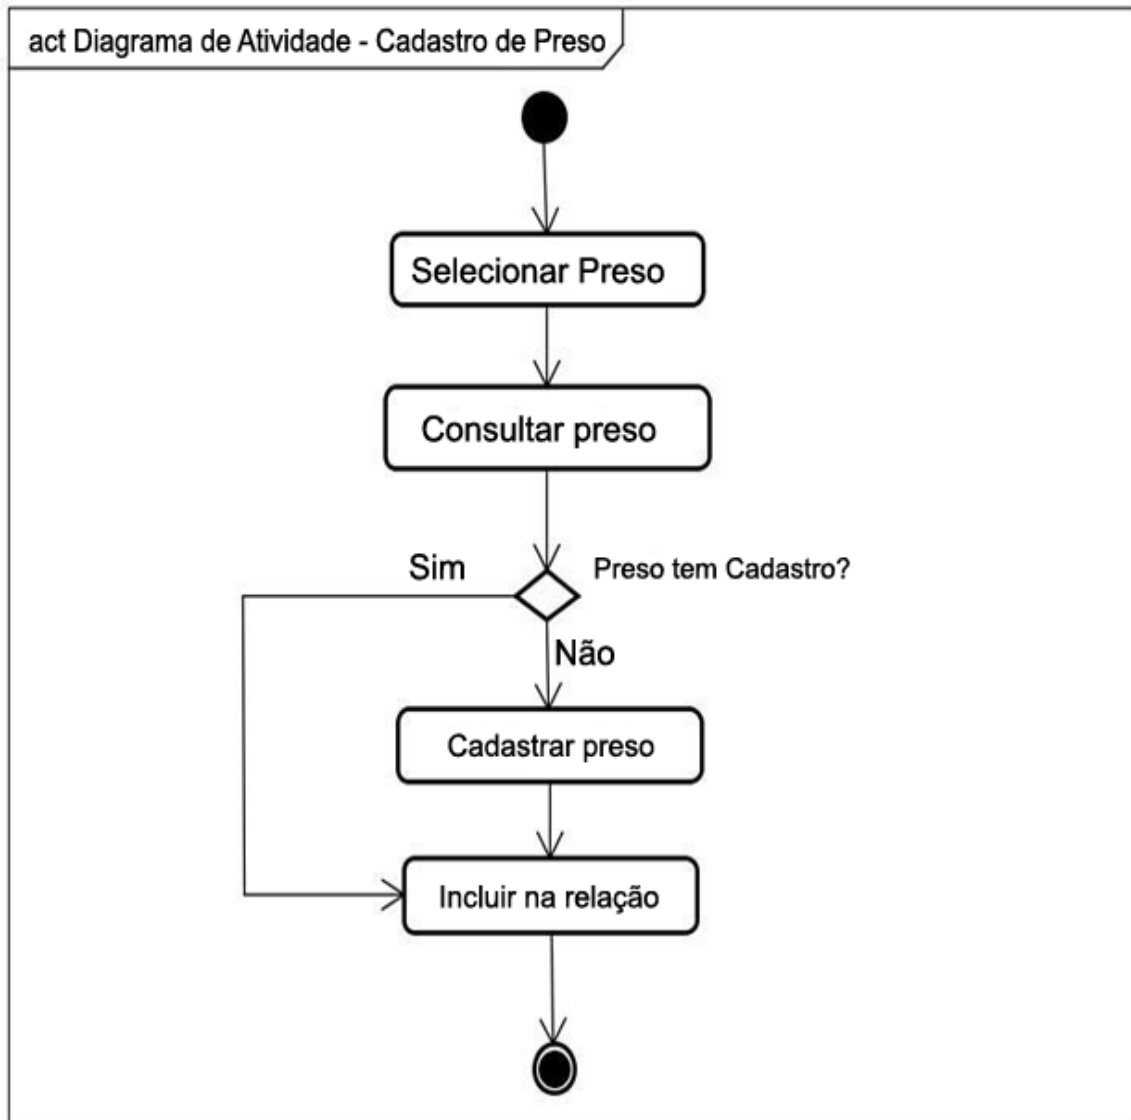 act Diagrama de Atividade - Cadastro de Preso
Selecionar Preso
Consultar preso
Sim
Preso tem Cadastro?
Não
Cadastrar preso
Incluir na relação